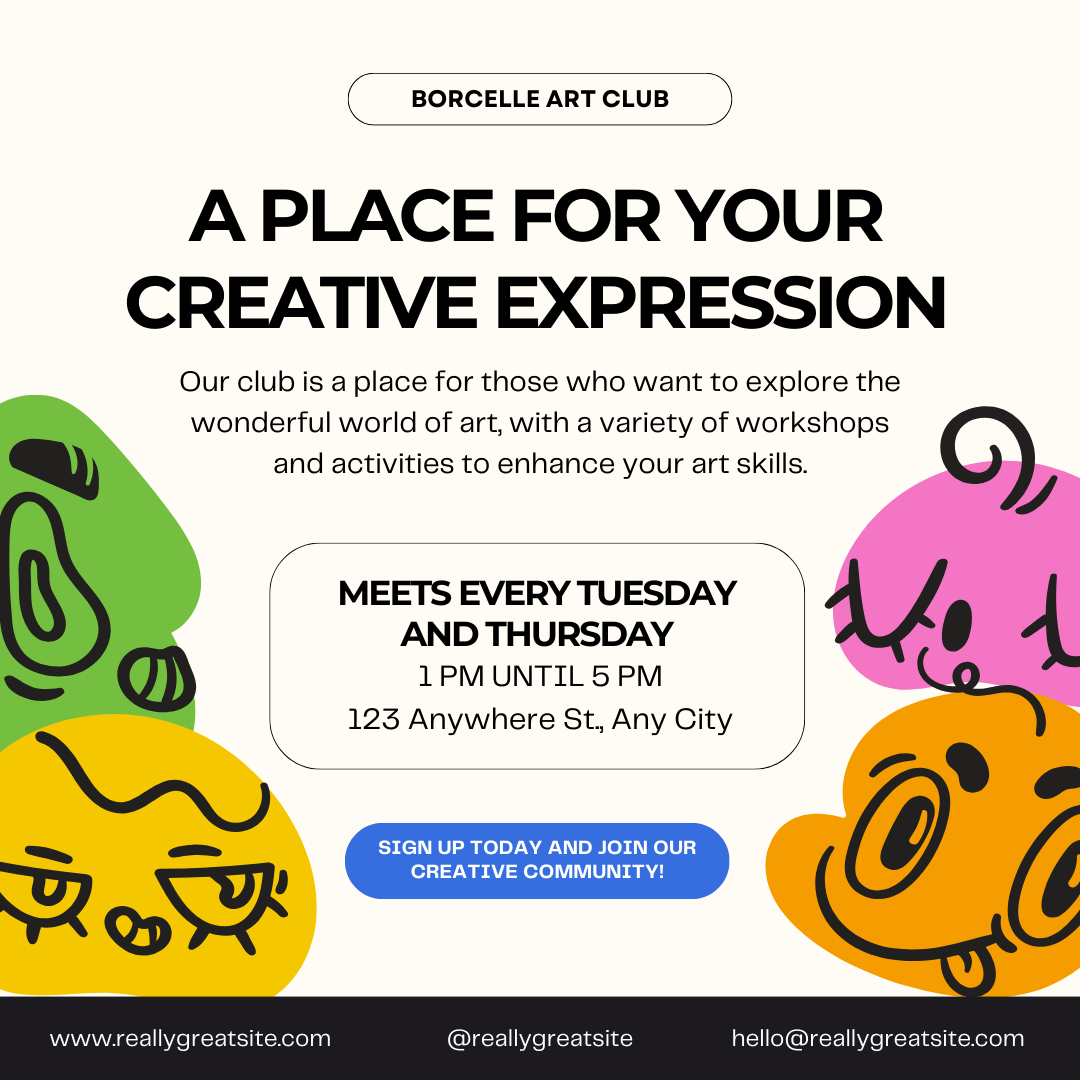 BORCELLE ART CLUB
A PLACE FOR YOUR
CREATIVE EXPRESSION
Our club is a place for those who want to explore the
wonderful world of art, with a variety of workshops
and activities to enhance your art skills.
MEETS EVERY TUESDAY
AND THURSDAY
1 PM UNTIL 5 PM
123 Anywhere St., Any City
SIGN UP TODAY AND JOIN OUR
CREATIVE COMMUNITY!
www.reallygreatsite.com
@reallygreatsite
hello@reallygreatsite.com